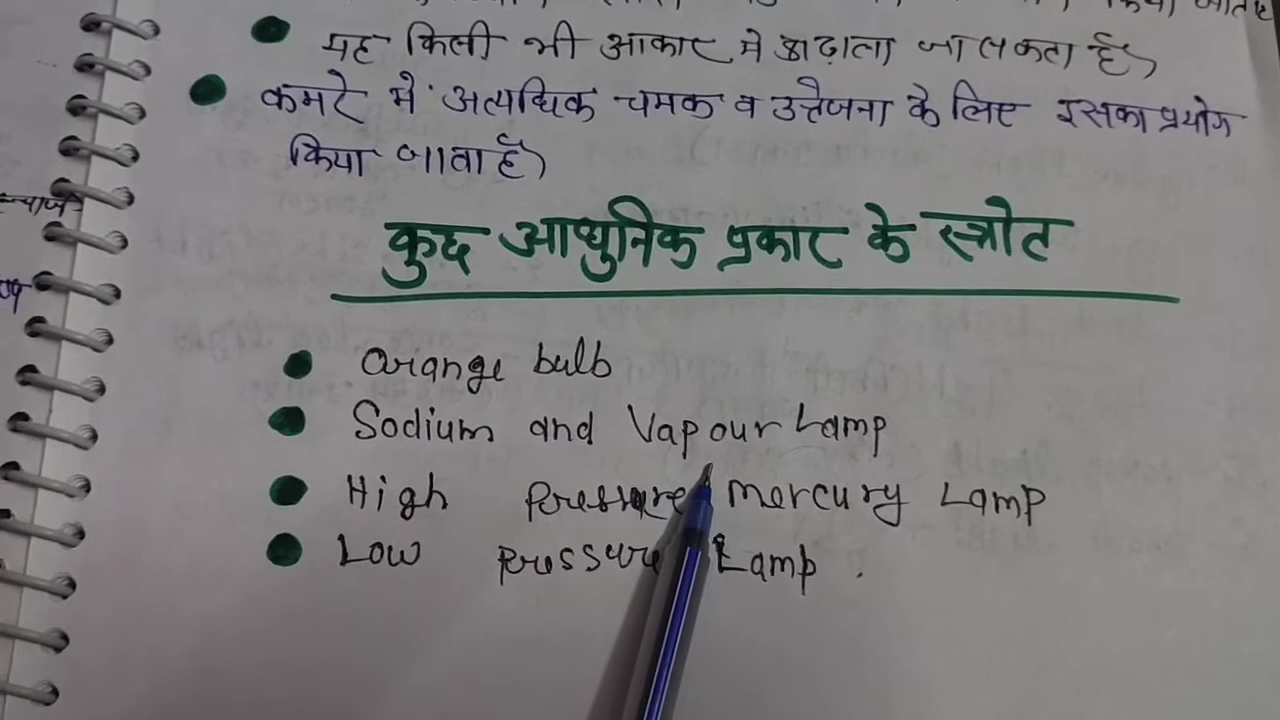 किया जाता है
यह किसी भी आकार मे ढाला जा सकता है)
कमरे में अत्यधिक चमक व उत्तेजना के लिए इसका प्रयोग
किया जाता है)
कुछ आधुनिक प्रकार के स्त्रोत
Orange bulb
Sodium and Vapour Lamp
High Pressure Mercury Lamp
Low Pressure Lamp.